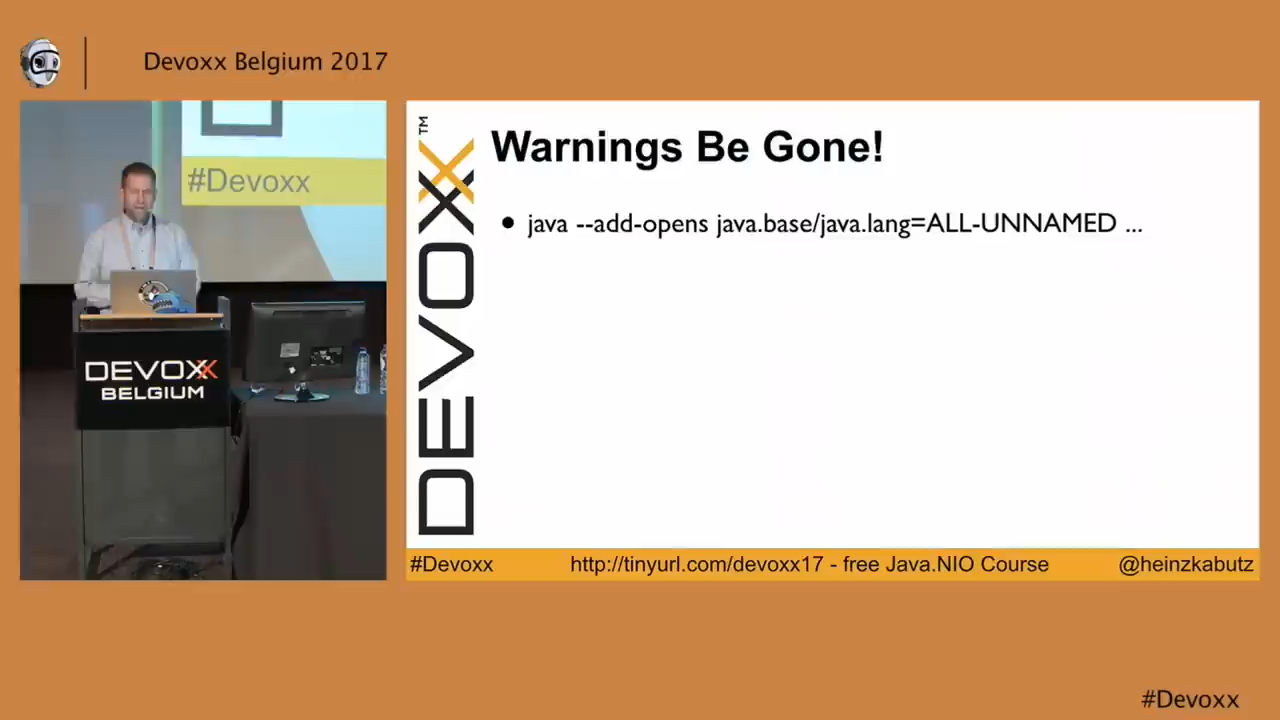 Devoxx Belgium 2017
#Devoxx
DEVOXX
BELGIUM
DEVOXX™
Warnings Be Gone!
• java --add-opens java.base/java.lang=ALL-UNNAMED ...
#Devoxx http://tinyurl.com/devoxx17 - free Java.NIO Course @heinzkabutz
#Devoxx